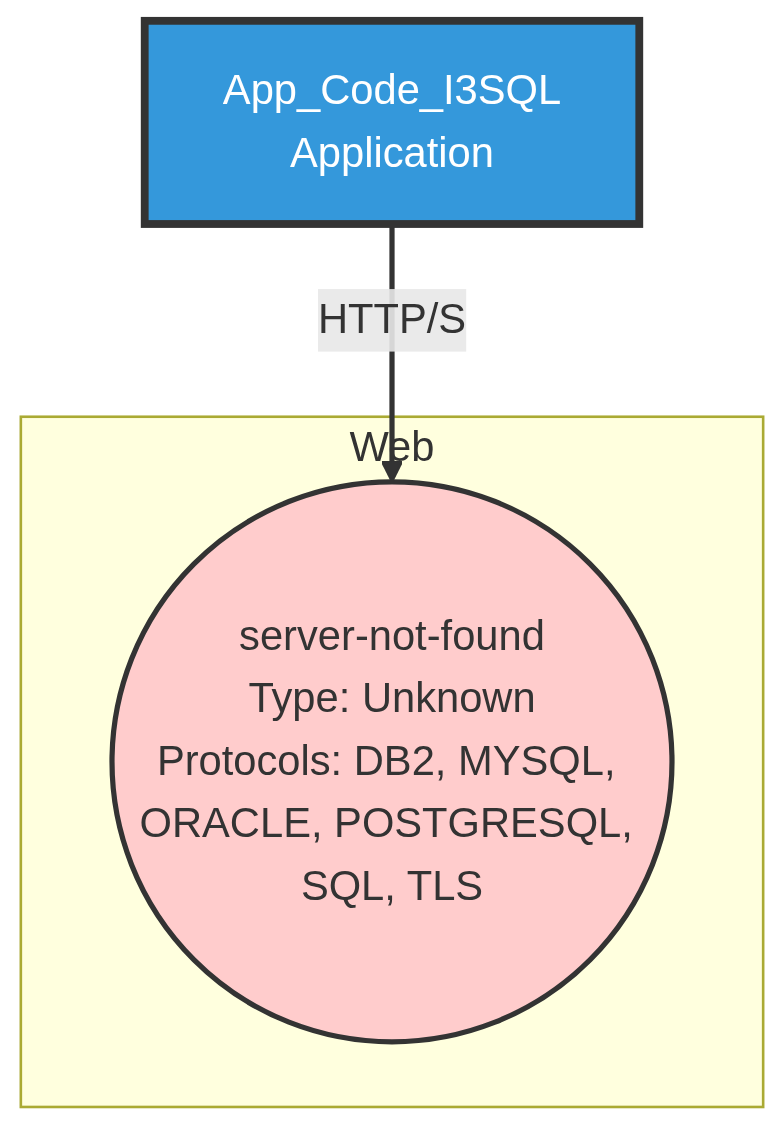 App_Code_I3SQL
Application
HTTP/S
Web
server-not-found
Type: Unknown
Protocols: DB2, MYSQL,
ORACLE, POSTGRESQL,
SQL, TLS